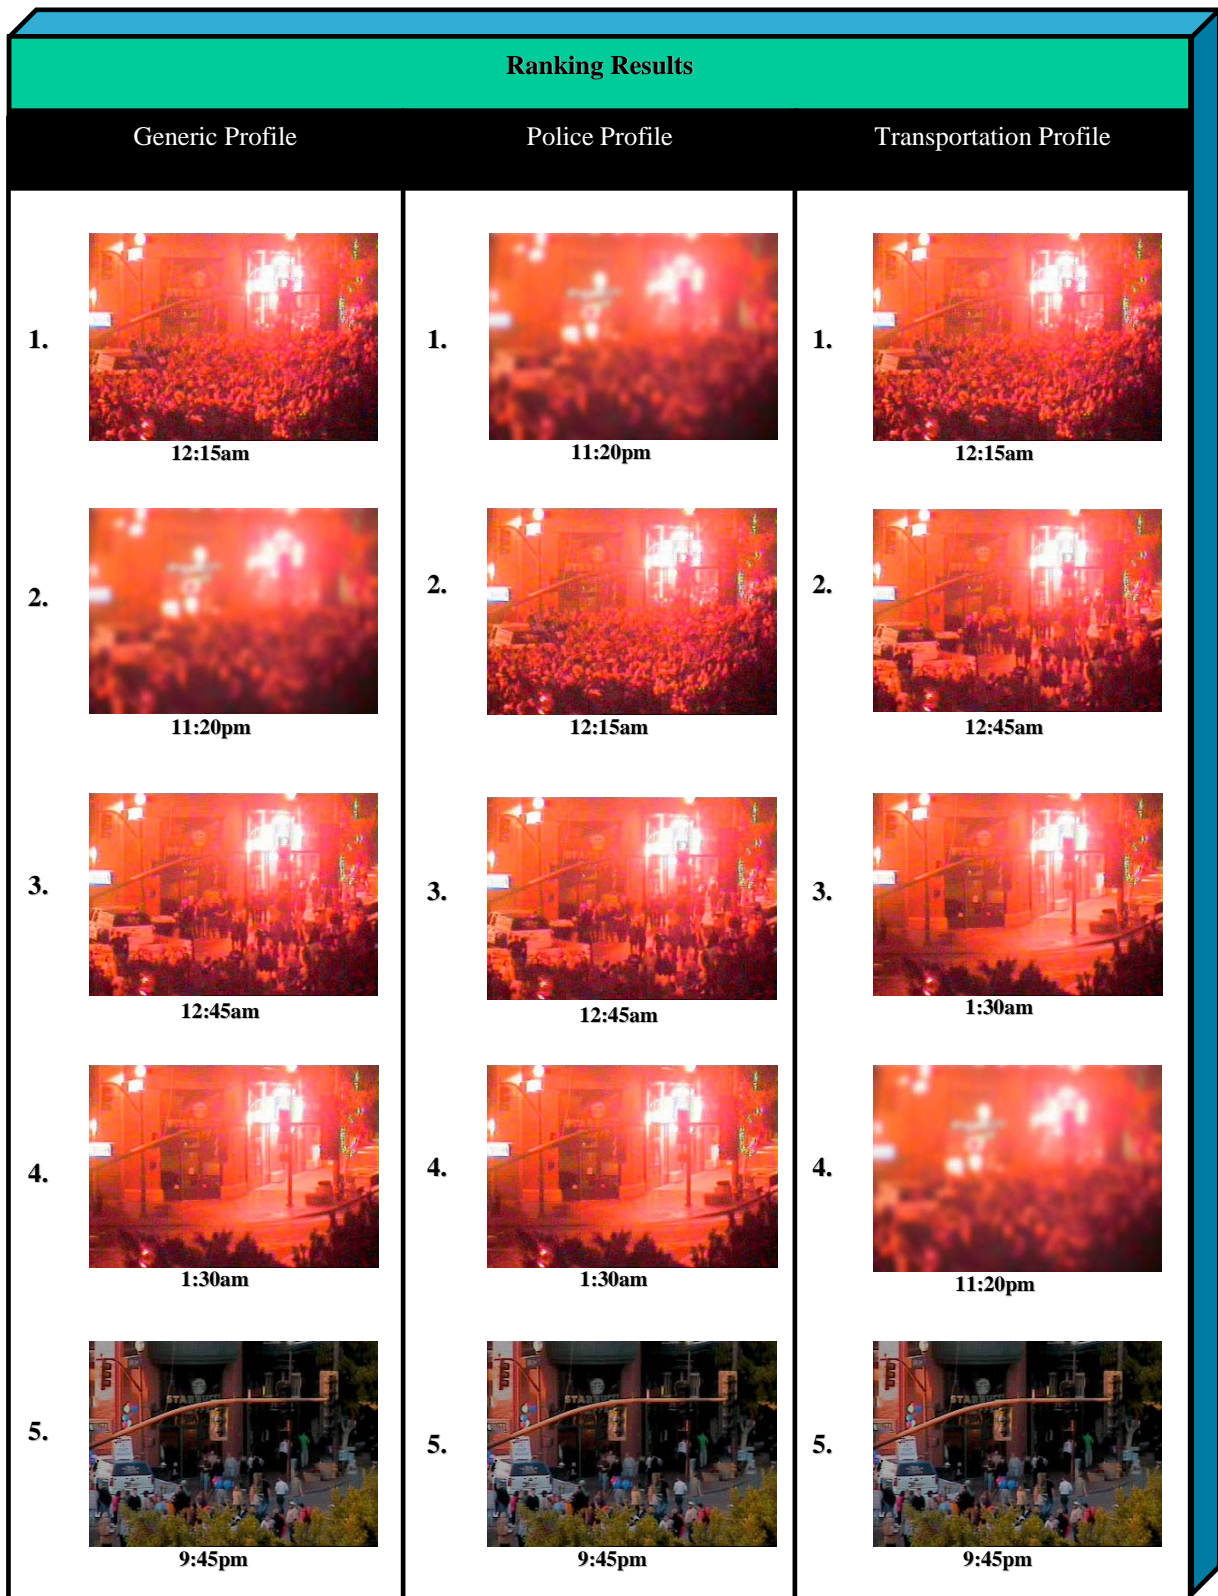 Ranking Results
Generic Profile Police Profile Transportation Profile
1. 1. 1.
12:15am 11:20pm 12:15am
2. 2. 2.
11:20pm 12:15am 12:45am
3. 3. 3.
12:45am 12:45am 1:30am
4. 4. 4.
1:30am 1:30am 11:20pm
5. 5. 5.
9:45pm 9:45pm 9:45pm